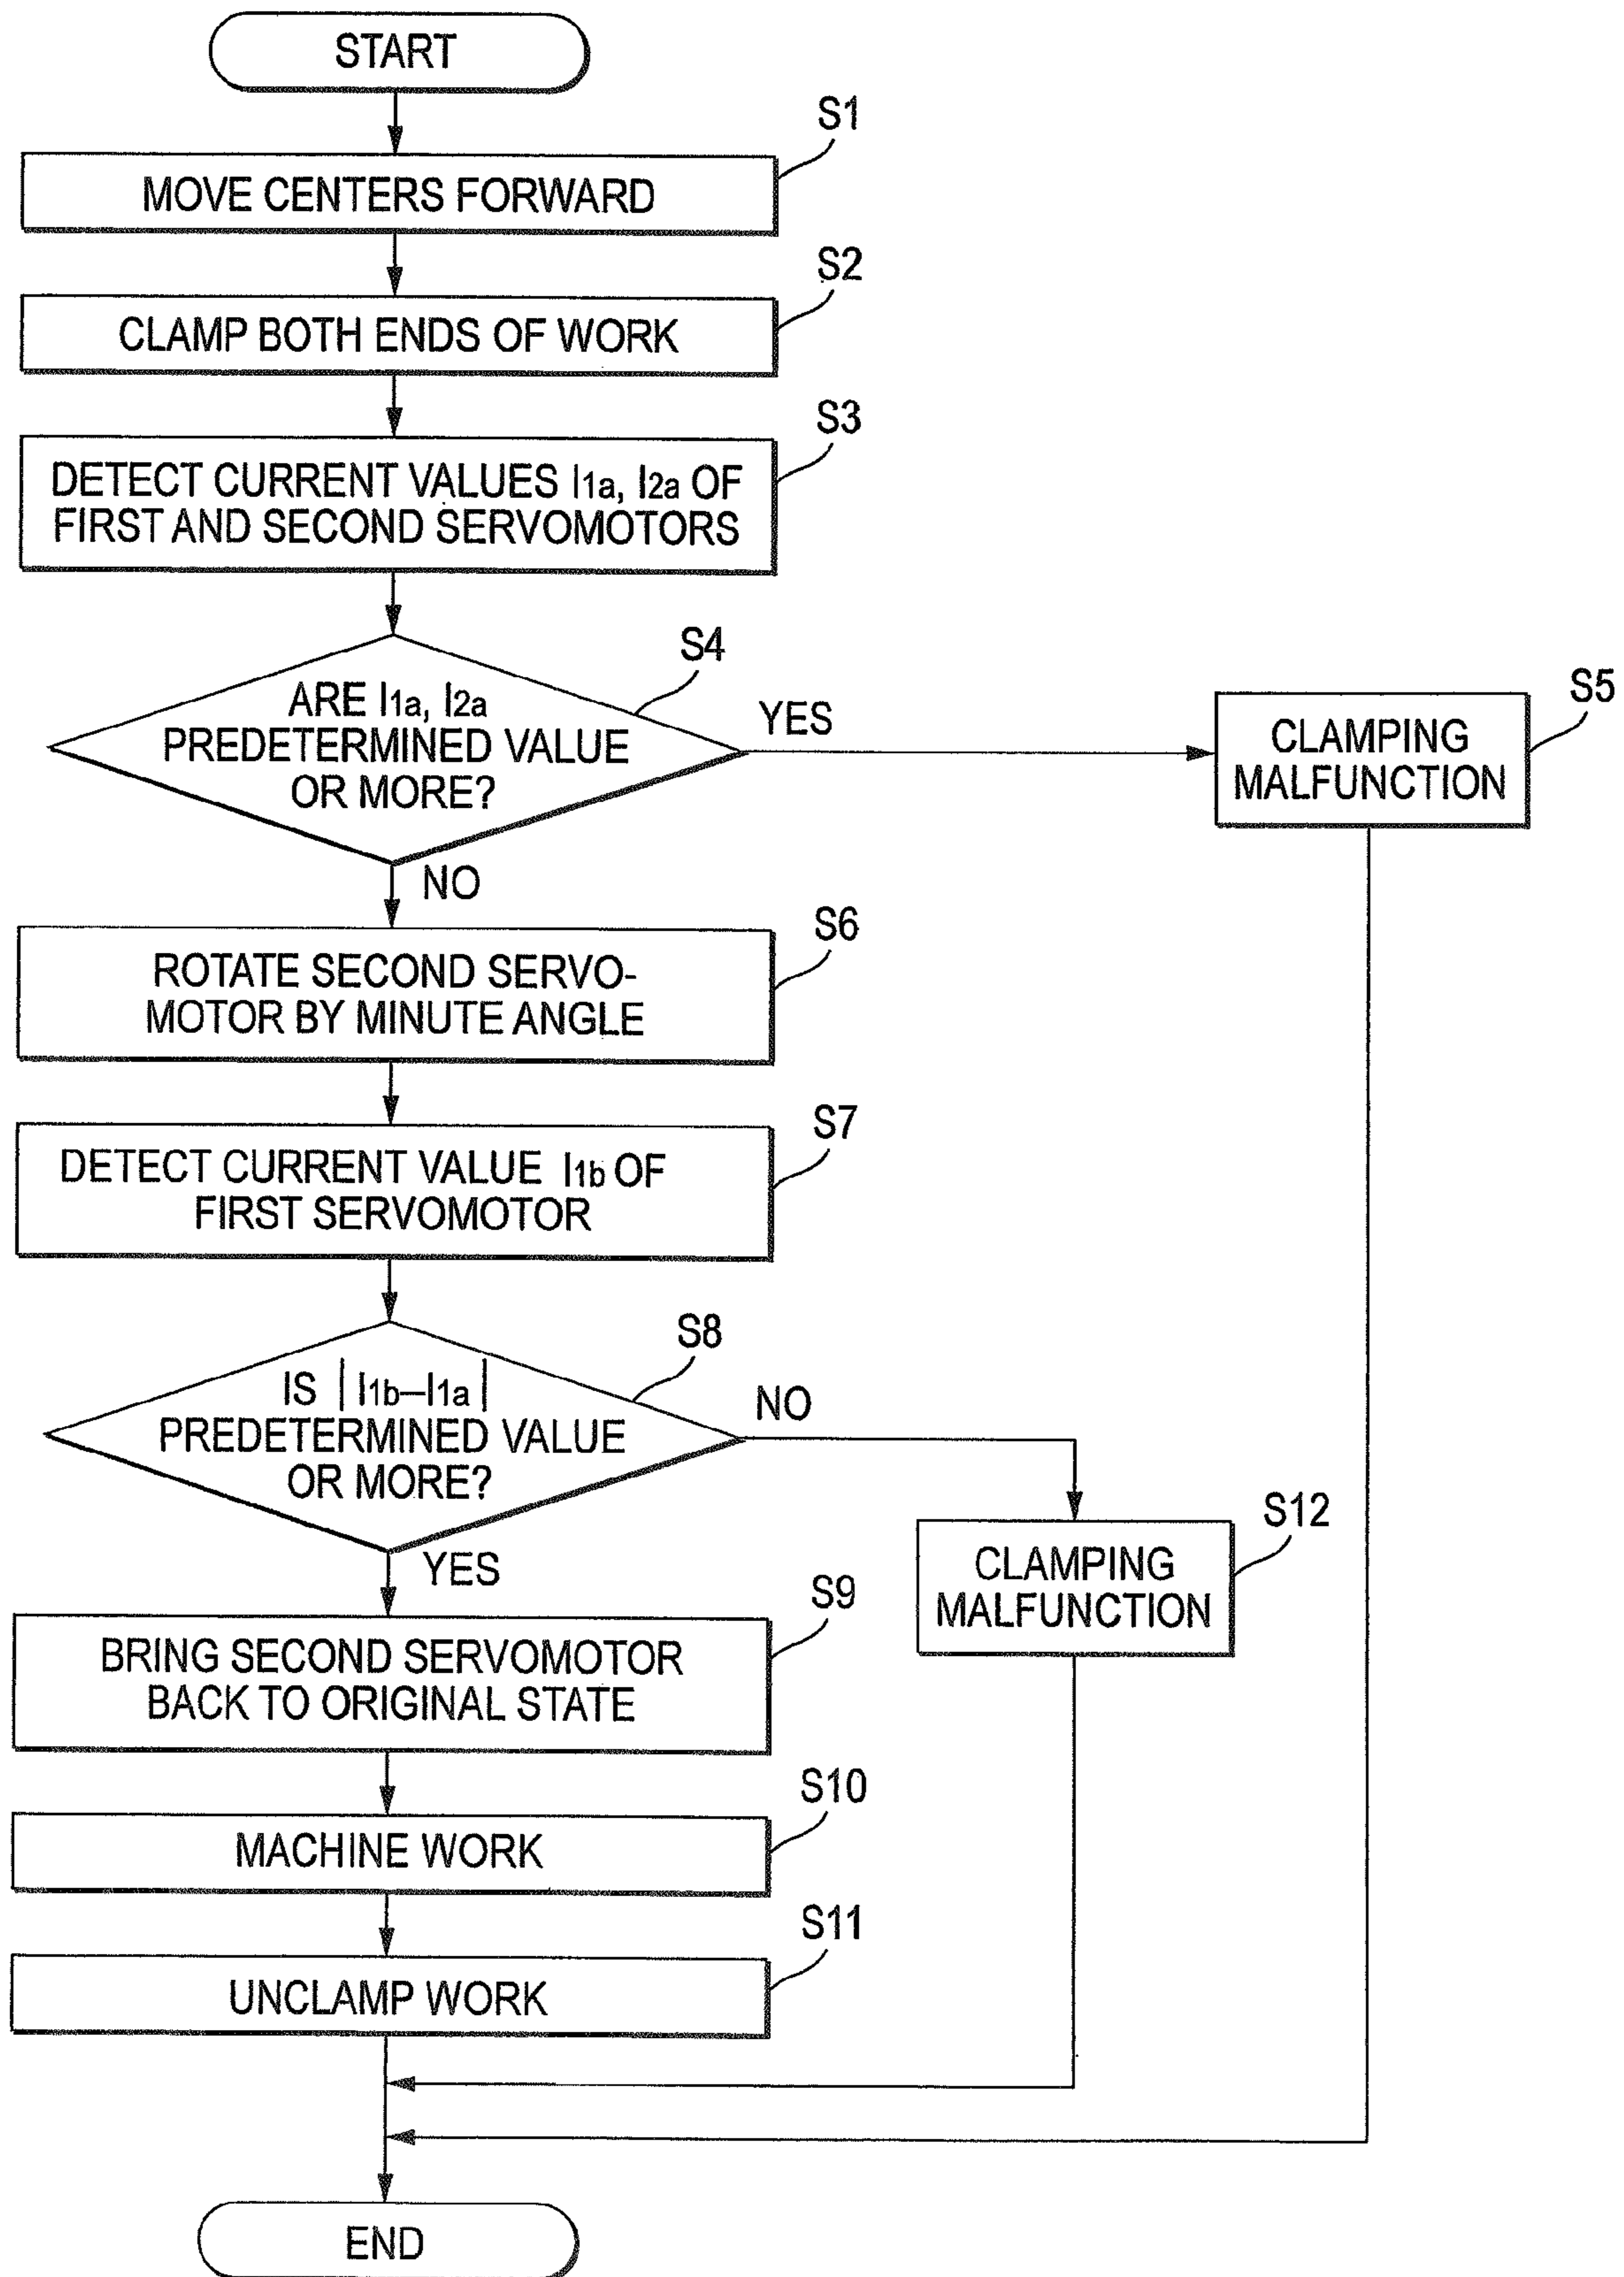 START
S1
MOVE CENTERS FORWARD
S2
CLAMP BOTH ENDS OF WORK
S3
DETECT CURRENT VALUES I1a, I2a OF
FIRST AND SECOND SERVOMOTORS
S4
ARE I1a, I2a
PREDETERMINED VALUE
OR MORE?
YES
S5
CLAMPING
MALFUNCTION
NO
S6
ROTATE SECOND SERVO-
MOTOR BY MINUTE ANGLE
S7
DETECT CURRENT VALUE I1b OF
FIRST SERVOMOTOR
S8
IS |I1b–I1a|
PREDETERMINED VALUE
OR MORE?
NO
S12
CLAMPING
MALFUNCTION
YES
S9
BRING SECOND SERVOMOTOR
BACK TO ORIGINAL STATE
S10
MACHINE WORK
S11
UNCLAMP WORK
END